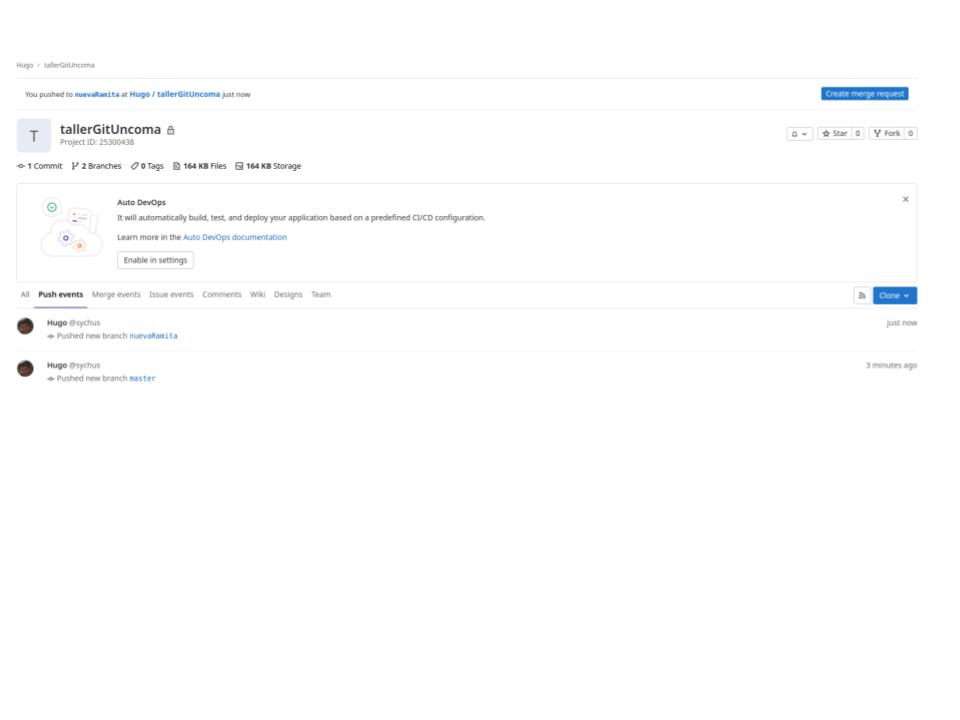 Hugo > tallerGitUncoma
You pushed to nuevaRamita at Hugo / tallerGitUncoma just now
Create merge request
T
tallerGitUncoma
Project ID: 25300438
Star 0 Fork 0
1 Commit 2 Branches 0 Tags 164 KB Files 164 KB Storage
Auto DevOps
It will automatically build, test, and deploy your application based on a predefined CI/CD configuration.
Learn more in the Auto DevOps documentation
Enable in settings
All Push events Merge events Issue events Comments Wiki Designs Team
Clone
Hugo @sychus
just now
Pushed new branch nuevaRamita
Hugo @sychus
3 minutes ago
Pushed new branch master